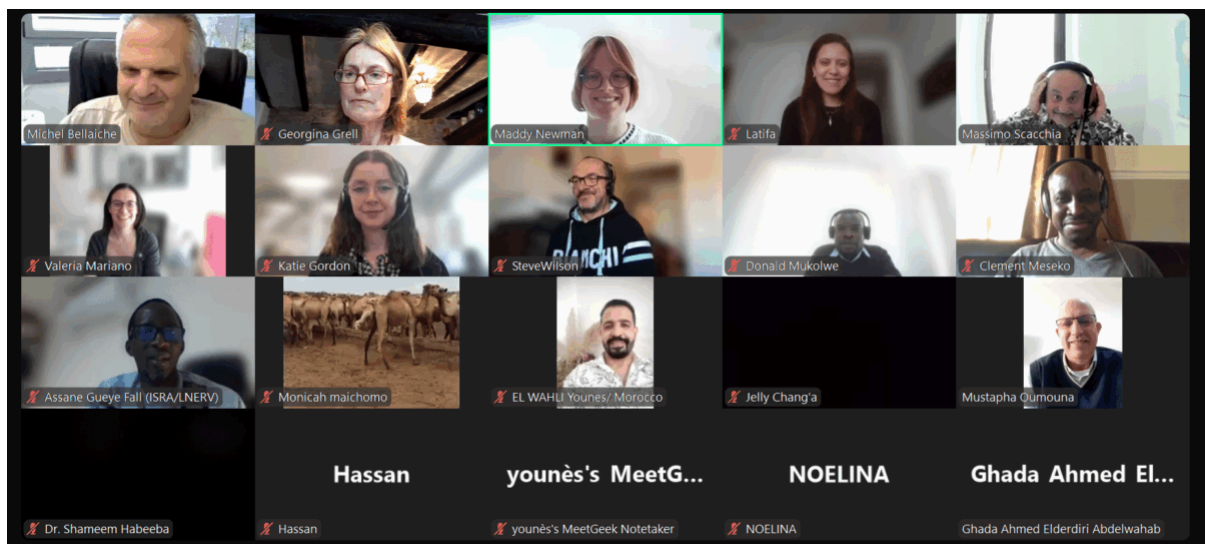 Michel Bellaiche
Georgina Grell
Maddy Newman
Latifa
Massimo Scacchia
Valeria Mariano
Katie Gordon
SteveWilson
Donald Mukolwe
Clement Meseko
Assane Gueye Fall (ISRA/LNERV)
Monicah maichomo
EL WAHLI Younes/ Morocco
Jelly Chang'a
Mustapha Oumouna
Hassan
younès's MeetG...
NOELINA
Ghada Ahmed El...
Dr. Shameem Habeeba
Hassan
younès's MeetGeek Notetaker
NOELINA
Ghada Ahmed Elderdiri Abdelwahab